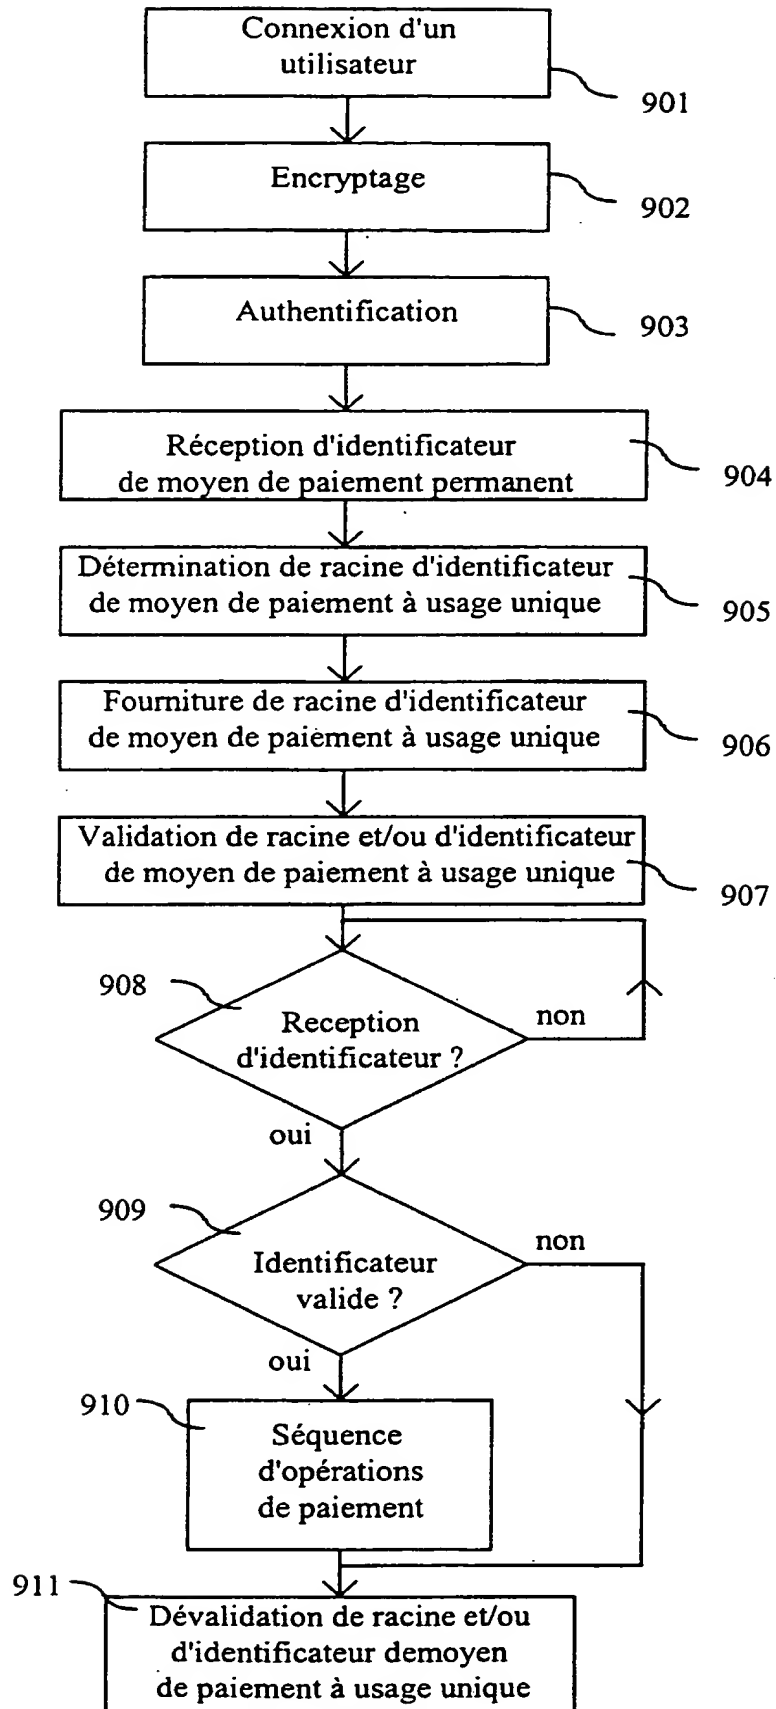 Connexion d'un
utilisateur
901
Encryptage
902
Authentification
903
Réception d'identificateur
de moyen de paiement permanent
904
Détermination de racine d'identificateur
de moyen de paiement à usage unique
905
Fourniture de racine d'identificateur
de moyen de paiement à usage unique
906
Validation de racine et/ou d'identificateur
de moyen de paiement à usage unique
907
908
Reception
d'identificateur ?
non
oui
909
Identificateur
valide ?
non
oui
910
Séquence
d'opérations
de paiement
911
Dévalidation de racine et/ou
d'identificateur demoyen
de paiement à usage unique